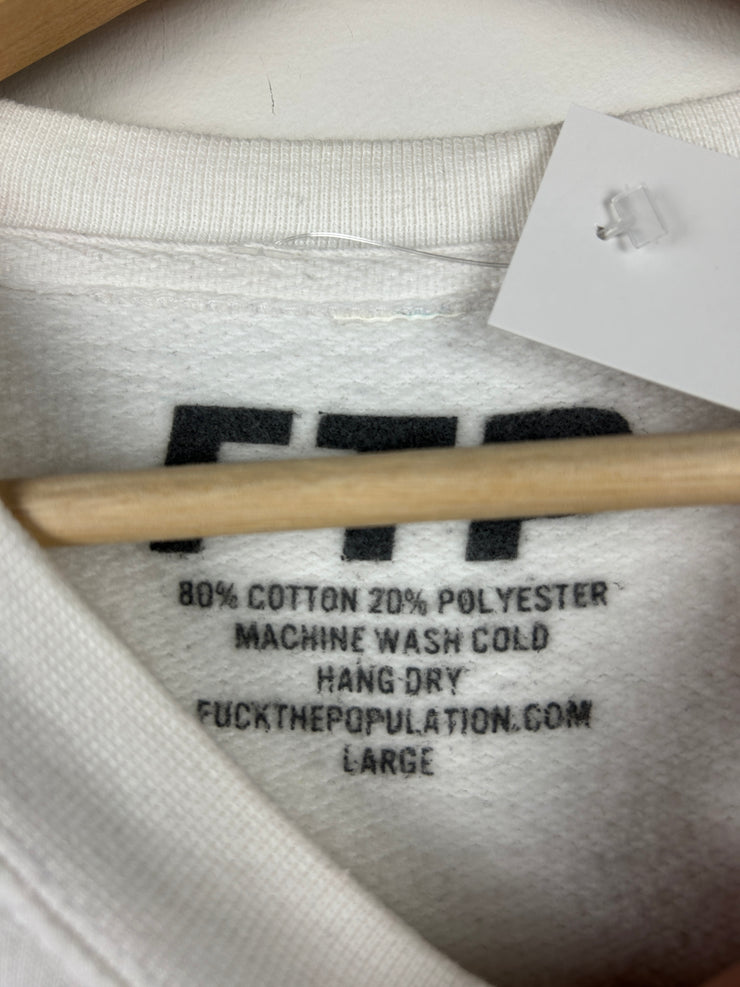 FTP
80% COTTON 20% POLYESTER
MACHINE WASH COLD
HANG DRY
FUCKTHEPOPULATION.COM
LARGE